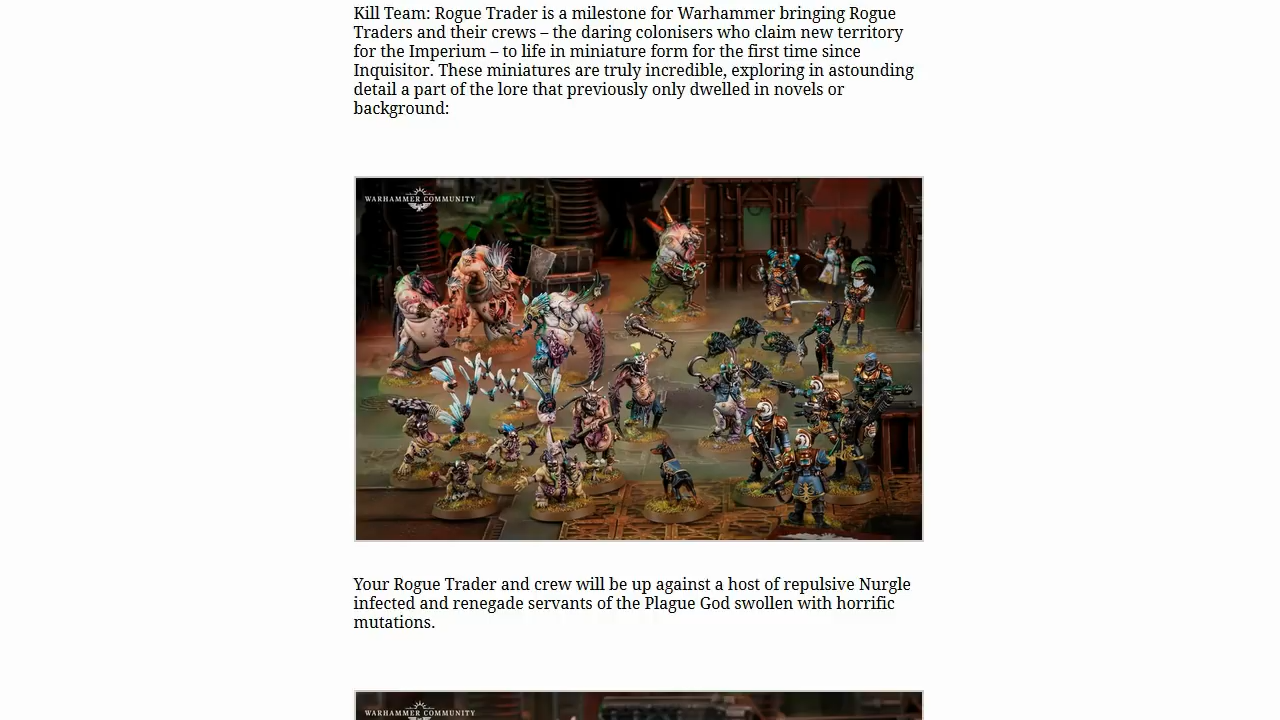 Kill Team: Rogue Trader is a milestone for Warhammer bringing Rogue
Traders and their crews – the daring colonisers who claim new territory
for the Imperium – to life in miniature form for the first time since
Inquisitor. These miniatures are truly incredible, exploring in astounding
detail a part of the lore that previously only dwelled in novels or
background:
WARHAMMER COMMUNITY
Your Rogue Trader and crew will be up against a host of repulsive Nurgle
infected and renegade servants of the Plague God swollen with horrific
mutations.
WARHAMMER COMMUNITY